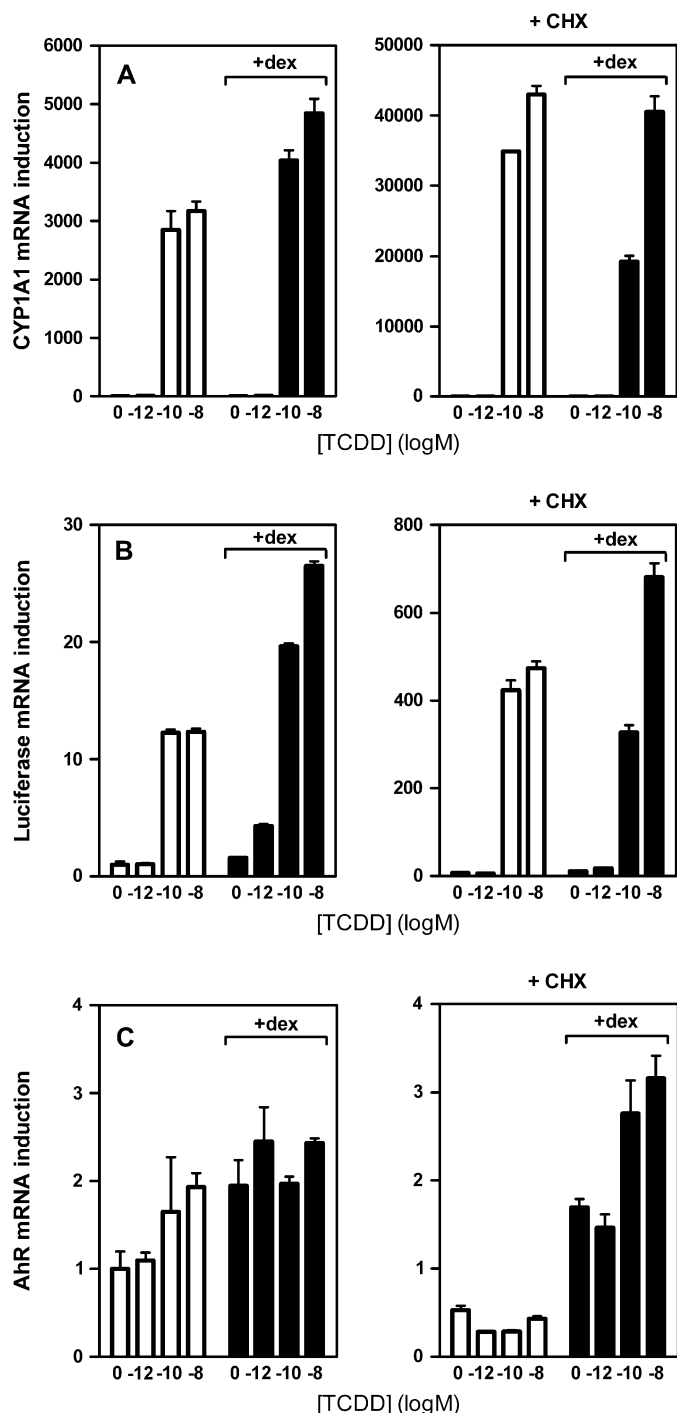 + CHX
A
+dex
+dex
6000
5000
4000
3000
2000
1000
0
50000
40000
30000
20000
10000
0
CYP1A1 mRNA induction
0 -12 -10 -8 0 -12 -10 -8
0 -12 -10 -8 0 -12 -10 -8
[TCDD] (logM)
+ CHX
B
+dex
+dex
30
20
10
0
800
600
400
200
0
Luciferase mRNA induction
0 -12 -10 -8 0 -12 -10 -8
0 -12 -10 -8 0 -12 -10 -8
[TCDD] (logM)
+ CHX
C
+dex
+dex
4
3
2
1
0
4
3
2
1
0
AhR mRNA induction
0 -12 -10 -8 0 -12 -10 -8
0 -12 -10 -8 0 -12 -10 -8
[TCDD] (logM)